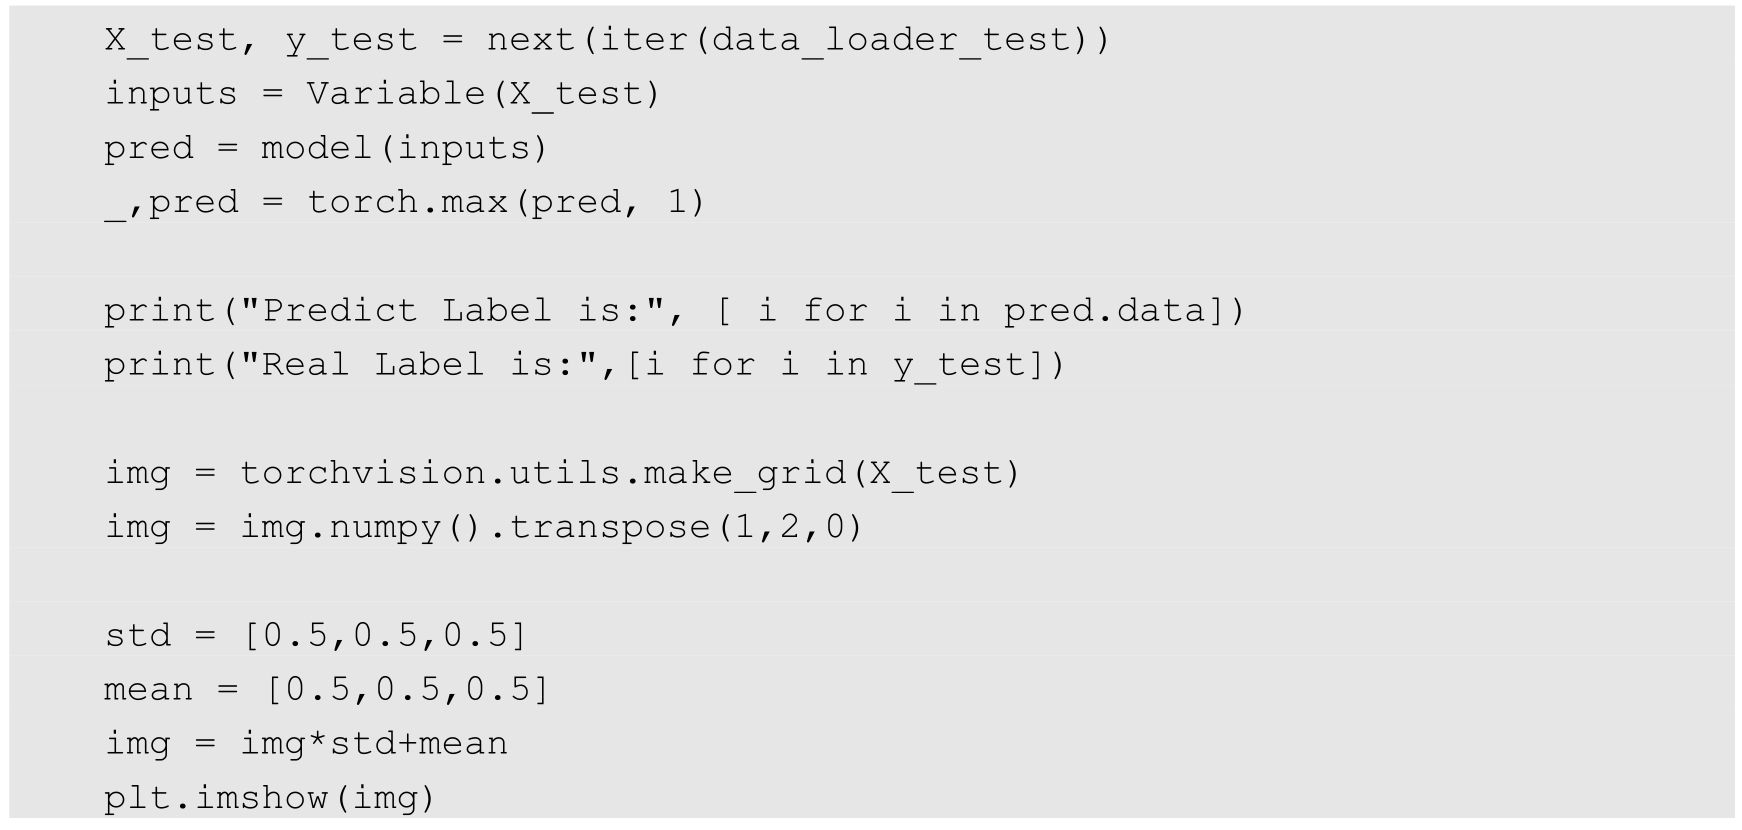 X_test, y_test = next(iter(data_loader_test))
inputs = Variable(X_test)
pred = model(inputs)
_,pred = torch.max(pred, 1)
print("Predict Label is:", [ i for i in pred.data])
print("Real Label is:",[i for i in y_test])
img = torchvision.utils.make_grid(X_test)
img = img.numpy().transpose(1,2,0)
std = [0.5,0.5,0.5]
mean = [0.5,0.5,0.5]
img = img*std+mean
plt.imshow(img)